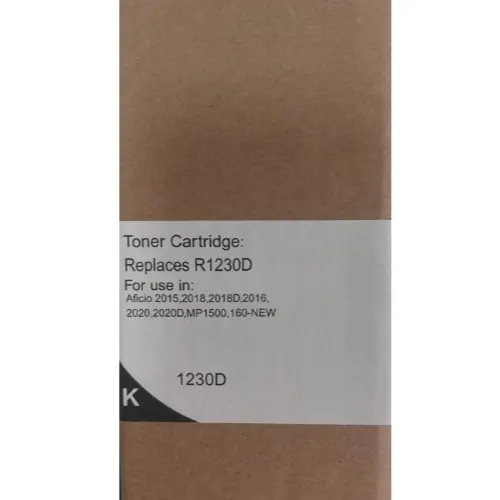 Toner Cartridge:
Replaces R1230D
For use in:
Aficio 2015,2018,2018D,2016,
2020,2020D,MP1500,160-NEW
1230D
K